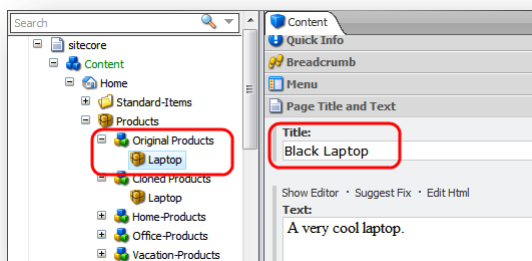 Search
sitecore
Content
Home
Standard-Items
Products
Original Products
Laptop
Cloned Products
Laptop
Home-Products
Office-Products
Vacation-Products
Content
Quick Info
Breadcrumb
Menu
Page Title and Text
Title:
Black Laptop
Show Editor · Suggest Fix · Edit Html
Text:
A very cool laptop.